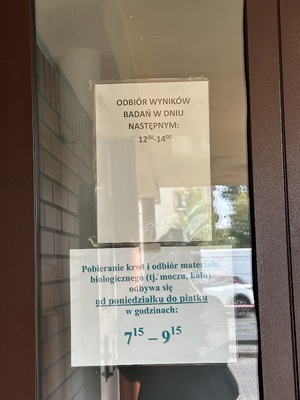 ODBIÓR WYNIKÓW
BADAŃ W DNIU
NASTĘPNYM:
12⁰⁰-14⁰⁰
Pobieranie krwi i odbiór materiału
biologicznego (tj. moczu, kału)
odbywa się
od poniedziałku do piątku
w godzinach:
7¹⁵ – 9¹⁵